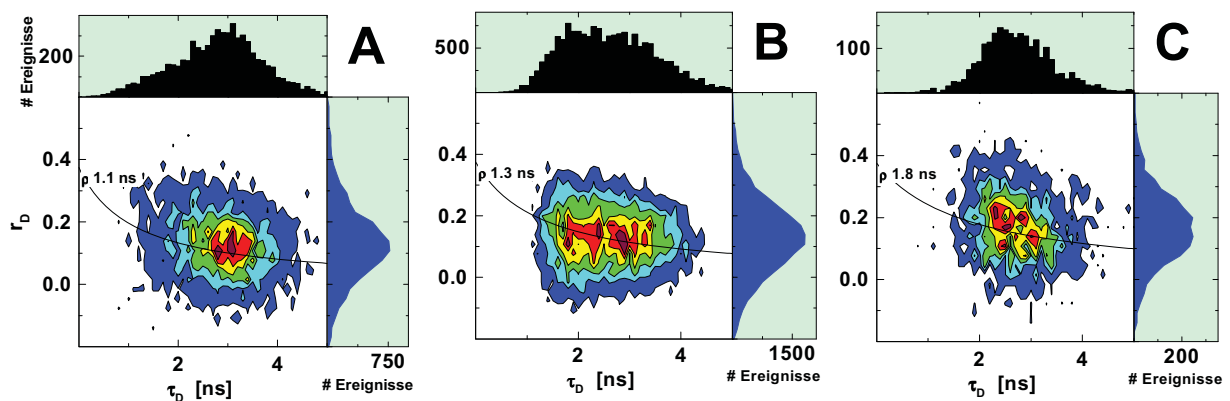 A
200
# Ereignisse
0.4
0.2
0.0
r_D
ρ 1.1 ns
2
4
τ_D [ns]
750
# Ereignisse
B
500
0.4
0.2
0.0
ρ 1.3 ns
2
4
τ_D [ns]
1500
# Ereignisse
C
100
0.4
0.2
0.0
ρ 1.8 ns
2
4
τ_D [ns]
200
# Ereignisse